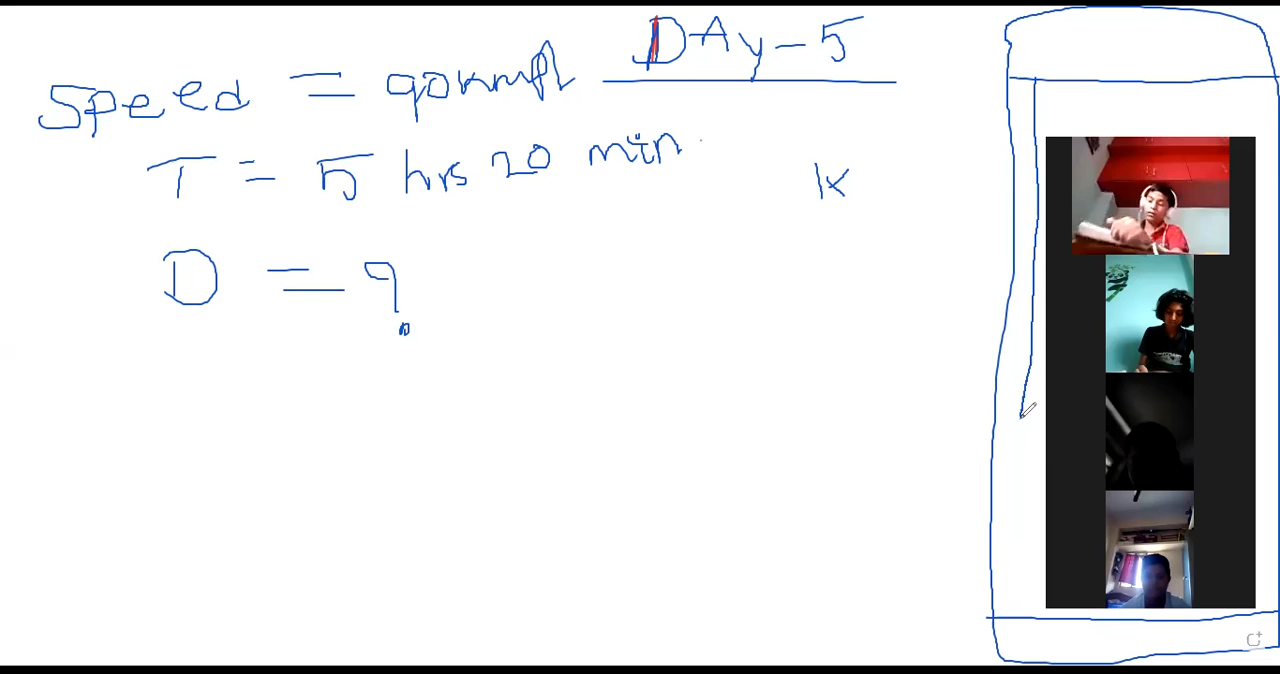 DAy - 5
Speed = 90kmph
T = 5 hrs 20 min
K
D = ?